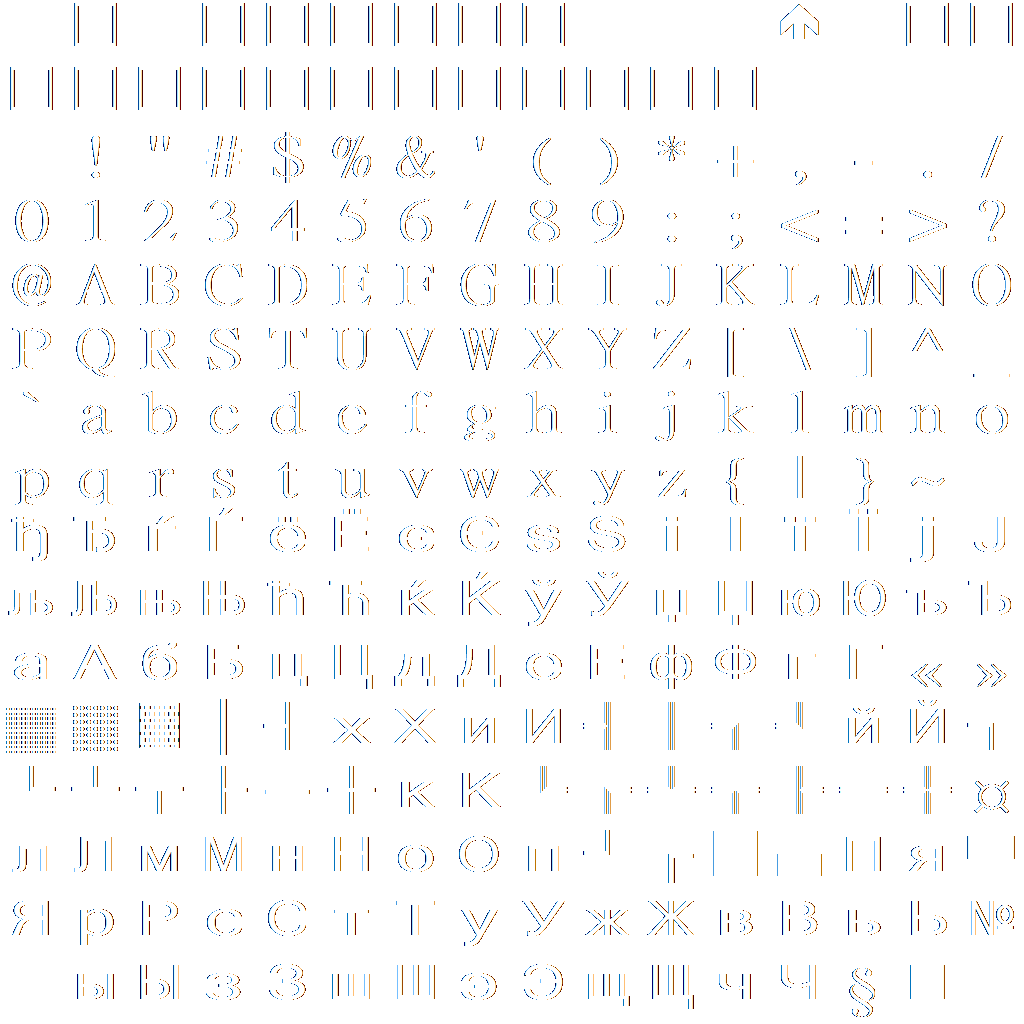 ! " # $ % & ' ( ) * + , - . /
0 1 2 3 4 5 6 7 8 9 : ; < = > ?
@ A B C D E F G H I J K L M N O
P Q R S T U V W X Y Z [ \ ] ^ _
` a b c d e f g h i j k l m n o
p q r s t u v w x y z { | } ~
ђ Ђ ѓ Ѓ ё Ё є Є ѕ Ѕ і І ї Ї ј Ј
љ Љ њ Њ ћ Ћ ќ Ќ ў Ў џ Џ ю Ю ъ Ъ
а А б Б ц Ц д Д е Е ф Ф г Г « »
░ ▒ ▓ │ ┤ х Х и И ╣ ║ ╗ ╝ й Й ┐
└ ┴ ┬ ├ ─ ┼ к К ╚ ╔ ╩ ╦ ╠ ═ ╬ ¤
л Л м М н Н о О п ┘ ┌ █ ▄ П я ▀
Я р Р с С т Т у У ж Ж в В ь Ь №
ы Ы з З ш Ш э Э щ Щ ч Ч § ■